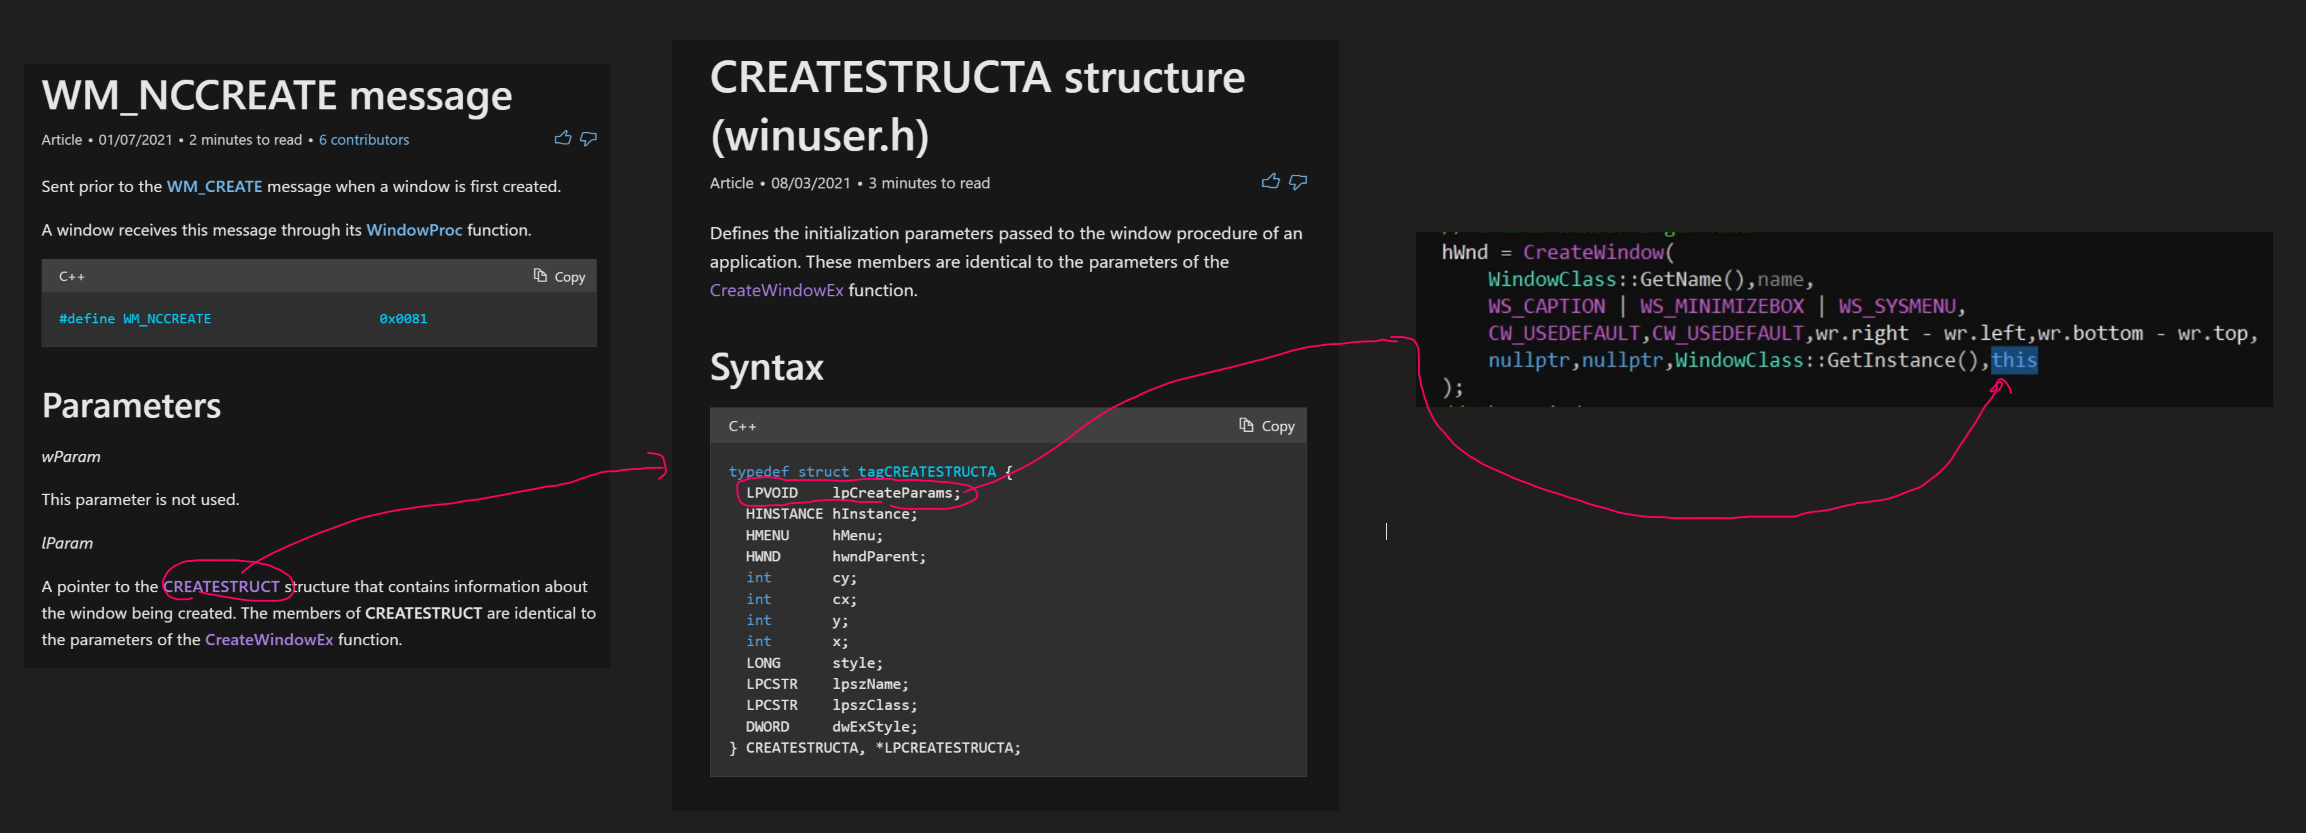 WM_NCCREATE message
Article • 01/07/2021 • 2 minutes to read • 6 contributors
Sent prior to the WM_CREATE message when a window is first created.
A window receives this message through its WindowProc function.
C++
Copy
#define WM_NCCREATE 0x0081
Parameters
wParam
This parameter is not used.
lParam
A pointer to the CREATESTRUCT structure that contains information about
the window being created. The members of CREATESTRUCT are identical to
the parameters of the CreateWindowEx function.
CREATESTRUCTA structure
(winuser.h)
Article • 08/03/2021 • 3 minutes to read
Defines the initialization parameters passed to the window procedure of an
application. These members are identical to the parameters of the
CreateWindowEx function.
Syntax
C++
Copy
typedef struct tagCREATESTRUCTA {
LPVOID lpCreateParams;
HINSTANCE hInstance;
HMENU hMenu;
HWND hwndParent;
int cy;
int cx;
int y;
int x;
LONG style;
LPCSTR lpszName;
LPCSTR lpszClass;
DWORD dwExStyle;
} CREATESTRUCTA, *LPCREATESTRUCTA;
hWnd = CreateWindow(
WindowClass::GetName(),name,
WS_CAPTION | WS_MINIMIZEBOX | WS_SYSMENU,
CW_USEDEFAULT,CW_USEDEFAULT,wr.right - wr.left,wr.bottom - wr.top,
nullptr,nullptr,WindowClass::GetInstance(),this
);